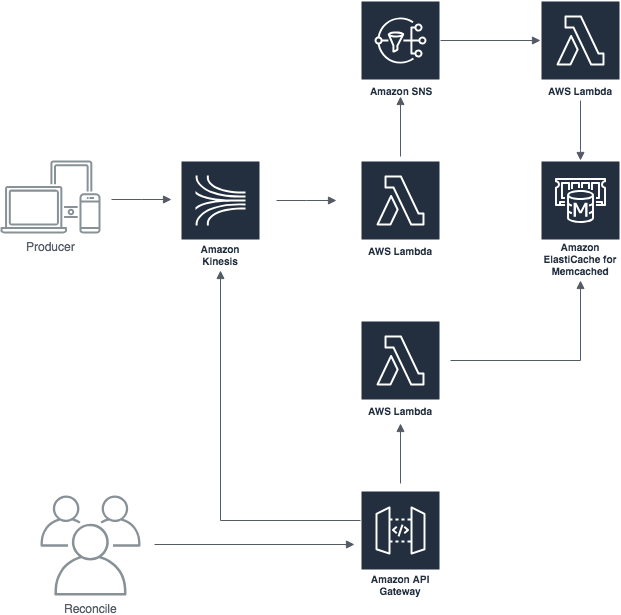 Amazon SNS
AWS Lambda
Producer
Amazon
Kinesis
AWS Lambda
M
Amazon
ElastiCache for
Memcached
AWS Lambda
</>
Amazon API
Gateway
Reconcile